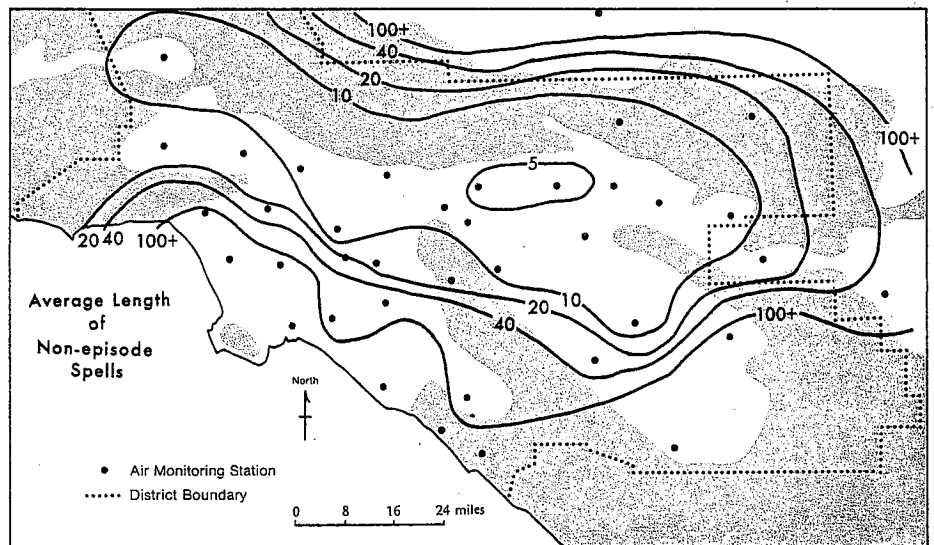 100+
40
20
10
100+
5
20 40 100+
10
20
40
100+
Average Length
of
Non-episode
Spells
North
Air Monitoring Station
District Boundary
0 8 16 24 miles